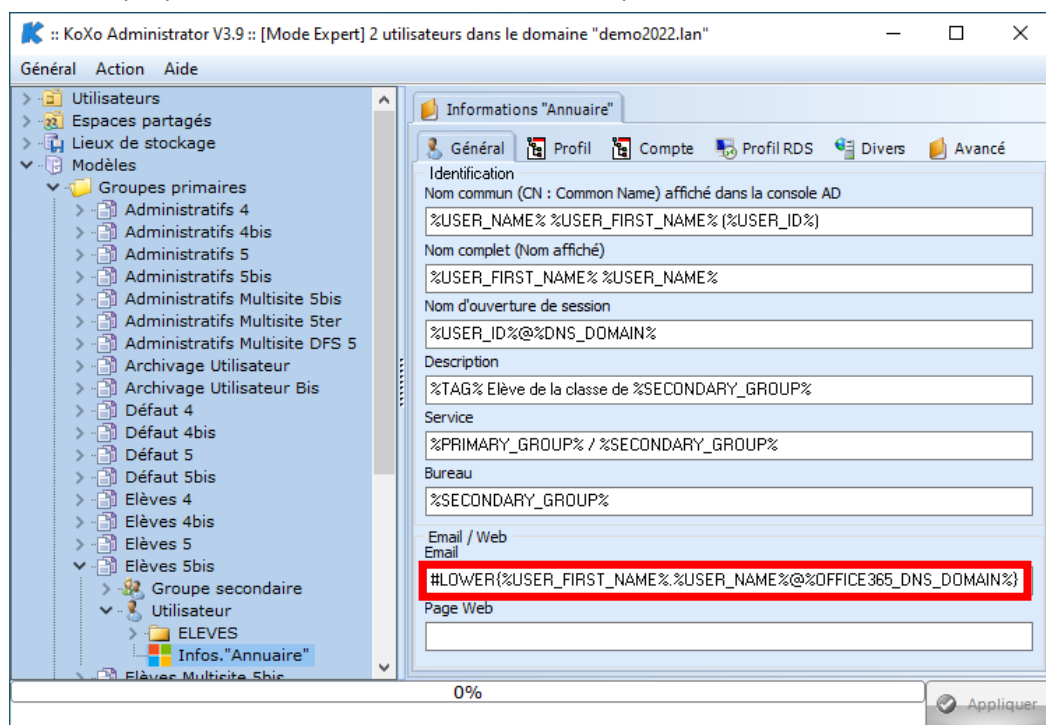 :: KoXo Administrator V3.9 :: [Mode Expert] 2 utilisateurs dans le domaine "demo2022.lan"
Général Action Aide
Utilisateurs
Espaces partagés
Lieux de stockage
Modèles
Groupes primaires
Administratifs 4
Administratifs 4bis
Administratifs 5
Administratifs 5bis
Administratifs Multisite 5bis
Administratifs Multisite 5ter
Administratifs Multisite DFS 5
Archivage Utilisateur
Archivage Utilisateur Bis
Défaut 4
Défaut 4bis
Défaut 5
Défaut 5bis
Elèves 4
Elèves 4bis
Elèves 5
Elèves 5bis
Groupe secondaire
Utilisateur
ELEVES
Infos."Annuaire"
Elèves Multisite 5bis
Informations "Annuaire"
Général Profil Compte Profil RDS Divers Avancé
Identification
Nom commun (CN : Common Name) affiché dans la console AD
%USER_NAME% %USER_FIRST_NAME% (%USER_ID%)
Nom complet (Nom affiché)
%USER_FIRST_NAME% %USER_NAME%
Nom d'ouverture de session
%USER_ID%@%DNS_DOMAIN%
Description
%TAG% Elève de la classe de %SECONDARY_GROUP%
Service
%PRIMARY_GROUP% / %SECONDARY_GROUP%
Bureau
%SECONDARY_GROUP%
Email / Web
Email
#LOWER{%USER_FIRST_NAME%.%USER_NAME%@%OFFICE365_DNS_DOMAIN%}
Page Web
0%
Appliquer